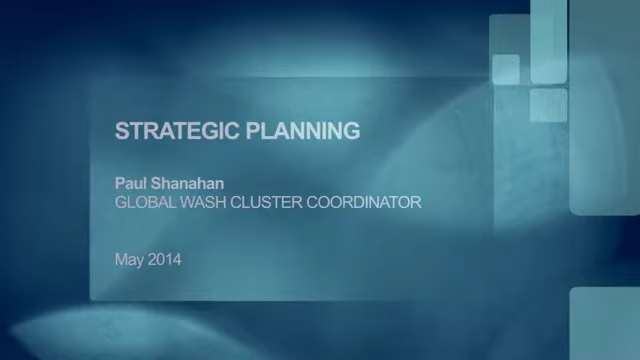 STRATEGIC PLANNING
Paul Shanahan
GLOBAL WASH CLUSTER COORDINATOR
May 2014